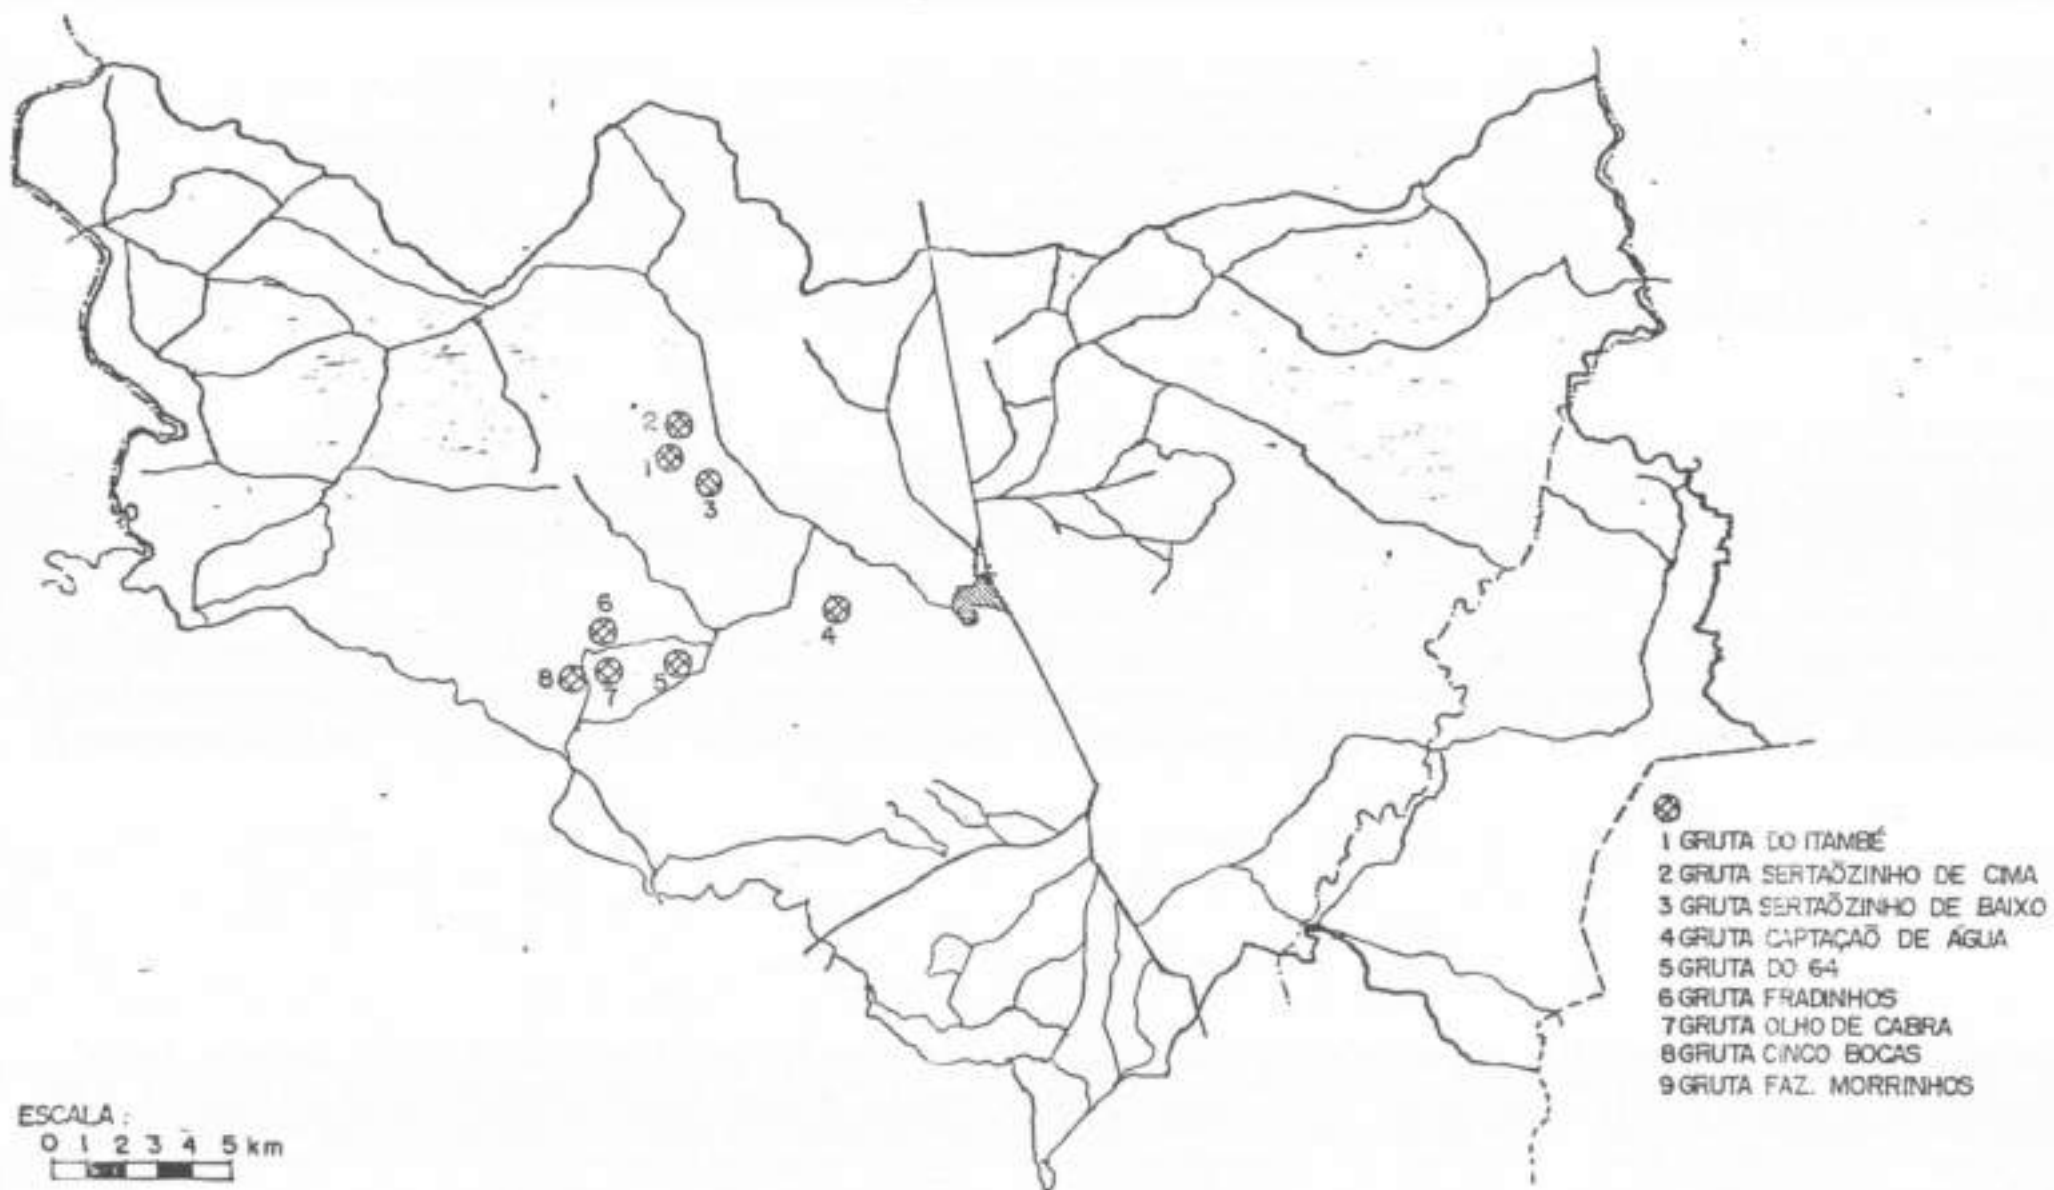 2
1
3
6
4
8
7
5
1 GRUTA DO ITAMBÉ
2 GRUTA SERTAÕZINHO DE CIMA
3 GRUTA SERTAÕZINHO DE BAIXO
4 GRUTA CAPTAÇAÕ DE ÁGUA
5 GRUTA DO 64
6 GRUTA FRADINHOS
7 GRUTA OLHO DE CABRA
8 GRUTA CINCO BOCAS
9 GRUTA FAZ. MORRINHOS
ESCALA :
0 1 2 3 4 5 km